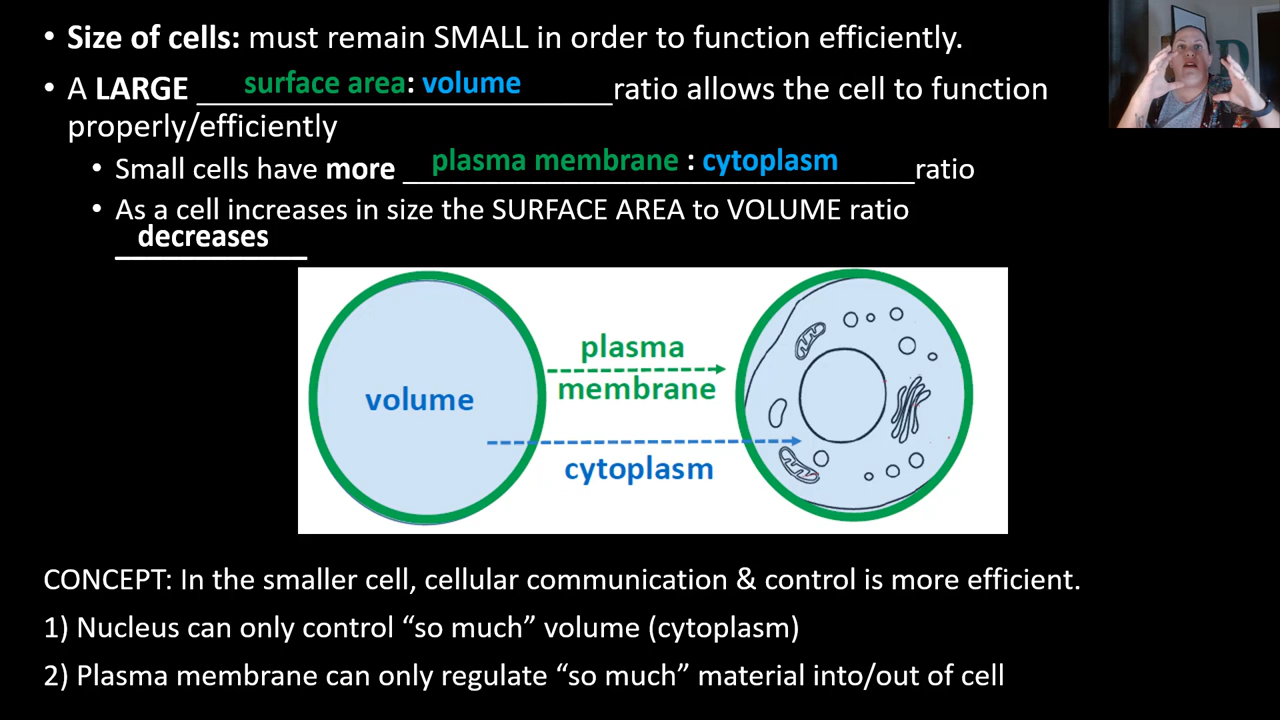 • Size of cells: must remain SMALL in order to function efficiently.
• A LARGE surface area: volume ratio allows the cell to function
properly/efficiently
• Small cells have more plasma membrane : cytoplasm ratio
• As a cell increases in size the SURFACE AREA to VOLUME ratio
decreases
volume
plasma
membrane
cytoplasm
CONCEPT: In the smaller cell, cellular communication & control is more efficient.
1) Nucleus can only control “so much” volume (cytoplasm)
2) Plasma membrane can only regulate “so much” material into/out of cell